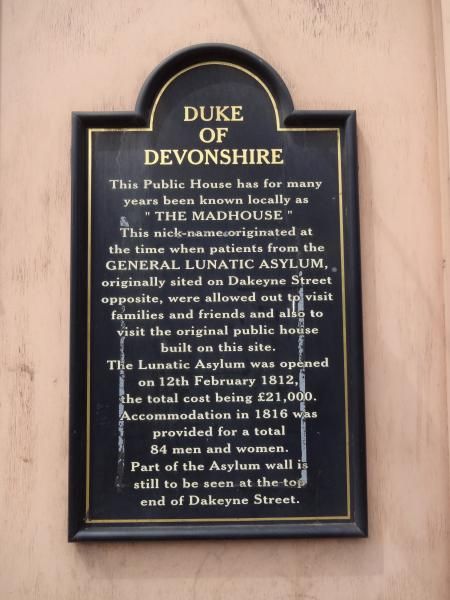 DUKE
OF
DEVONSHIRE
This Public House has for many
years been known locally as
" THE MADHOUSE "
This nick-name originated at
the time when patients from the
GENERAL LUNATIC ASYLUM,
originally sited on Dakeyne Street
opposite, were allowed out to visit
families and friends and also to
visit the original public house
built on this site.
The Lunatic Asylum was opened
on 12th February 1812,
the total cost being £21,000.
Accommodation in 1816 was
provided for a total
84 men and women.
Part of the Asylum wall is
still to be seen at the top
end of Dakeyne Street.